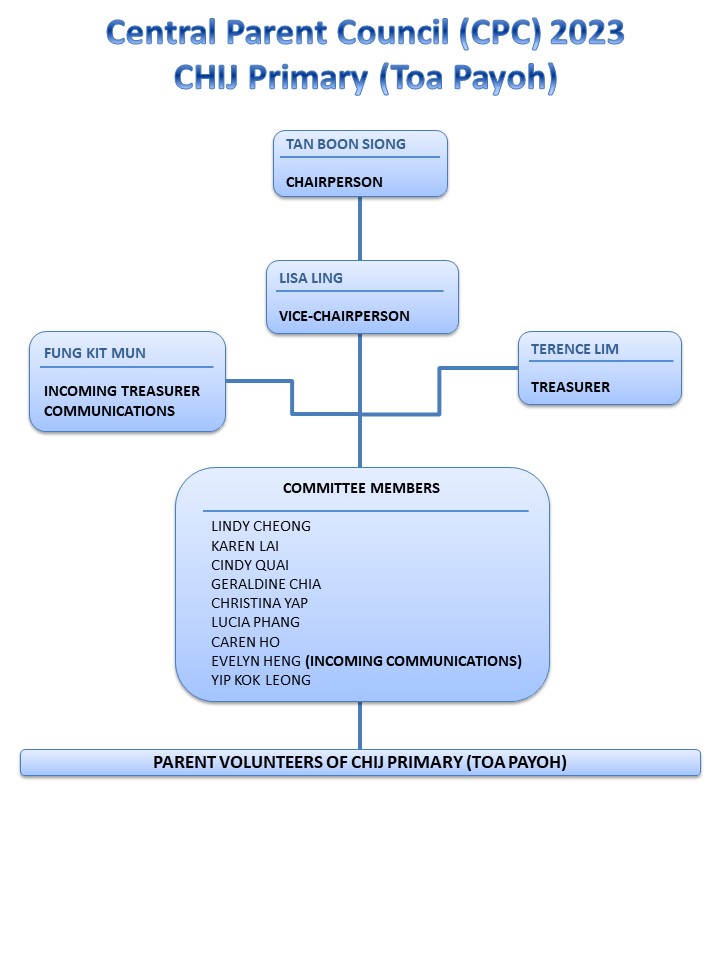 Central Parent Council (CPC) 2023
CHIJ Primary (Toa Payoh)
TAN BOON SIONG
CHAIRPERSON
LISA LING
VICE-CHAIRPERSON
FUNG KIT MUN
INCOMING TREASURER
COMMUNICATIONS
TERENCE LIM
TREASURER
COMMITTEE MEMBERS
LINDY CHEONG
KAREN LAI
CINDY QUAI
GERALDINE CHIA
CHRISTINA YAP
LUCIA PHANG
CAREN HO
EVELYN HENG (INCOMING COMMUNICATIONS)
YIP KOK LEONG
PARENT VOLUNTEERS OF CHIJ PRIMARY (TOA PAYOH)